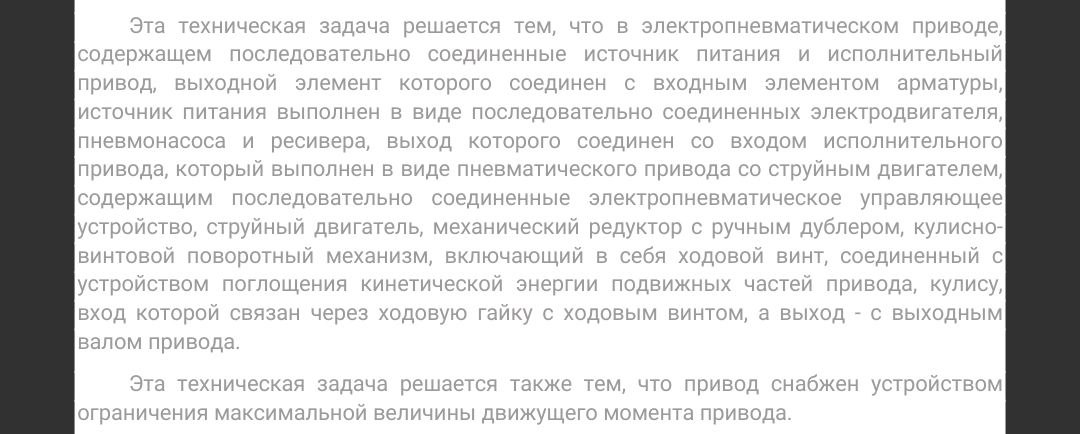 Эта техническая задача решается тем, что в электропневматическом приводе,
содержащем последовательно соединенные источник питания и исполнительный
привод, выходной элемент которого соединен с входным элементом арматуры,
источник питания выполнен в виде последовательно соединенных электродвигателя,
пневмонасоса и ресивера, выход которого соединен со входом исполнительного
привода, который выполнен в виде пневматического привода со струйным двигателем,
содержащим последовательно соединенные электропневматическое управляющее
устройство, струйный двигатель, механический редуктор с ручным дублером, кулисно-
винтовой поворотный механизм, включающий в себя ходовой винт, соединенный с
устройством поглощения кинетической энергии подвижных частей привода, кулису,
вход которой связан через ходовую гайку с ходовым винтом, а выход - с выходным
валом привода.
Эта техническая задача решается также тем, что привод снабжен устройством
ограничения максимальной величины движущего момента привода.